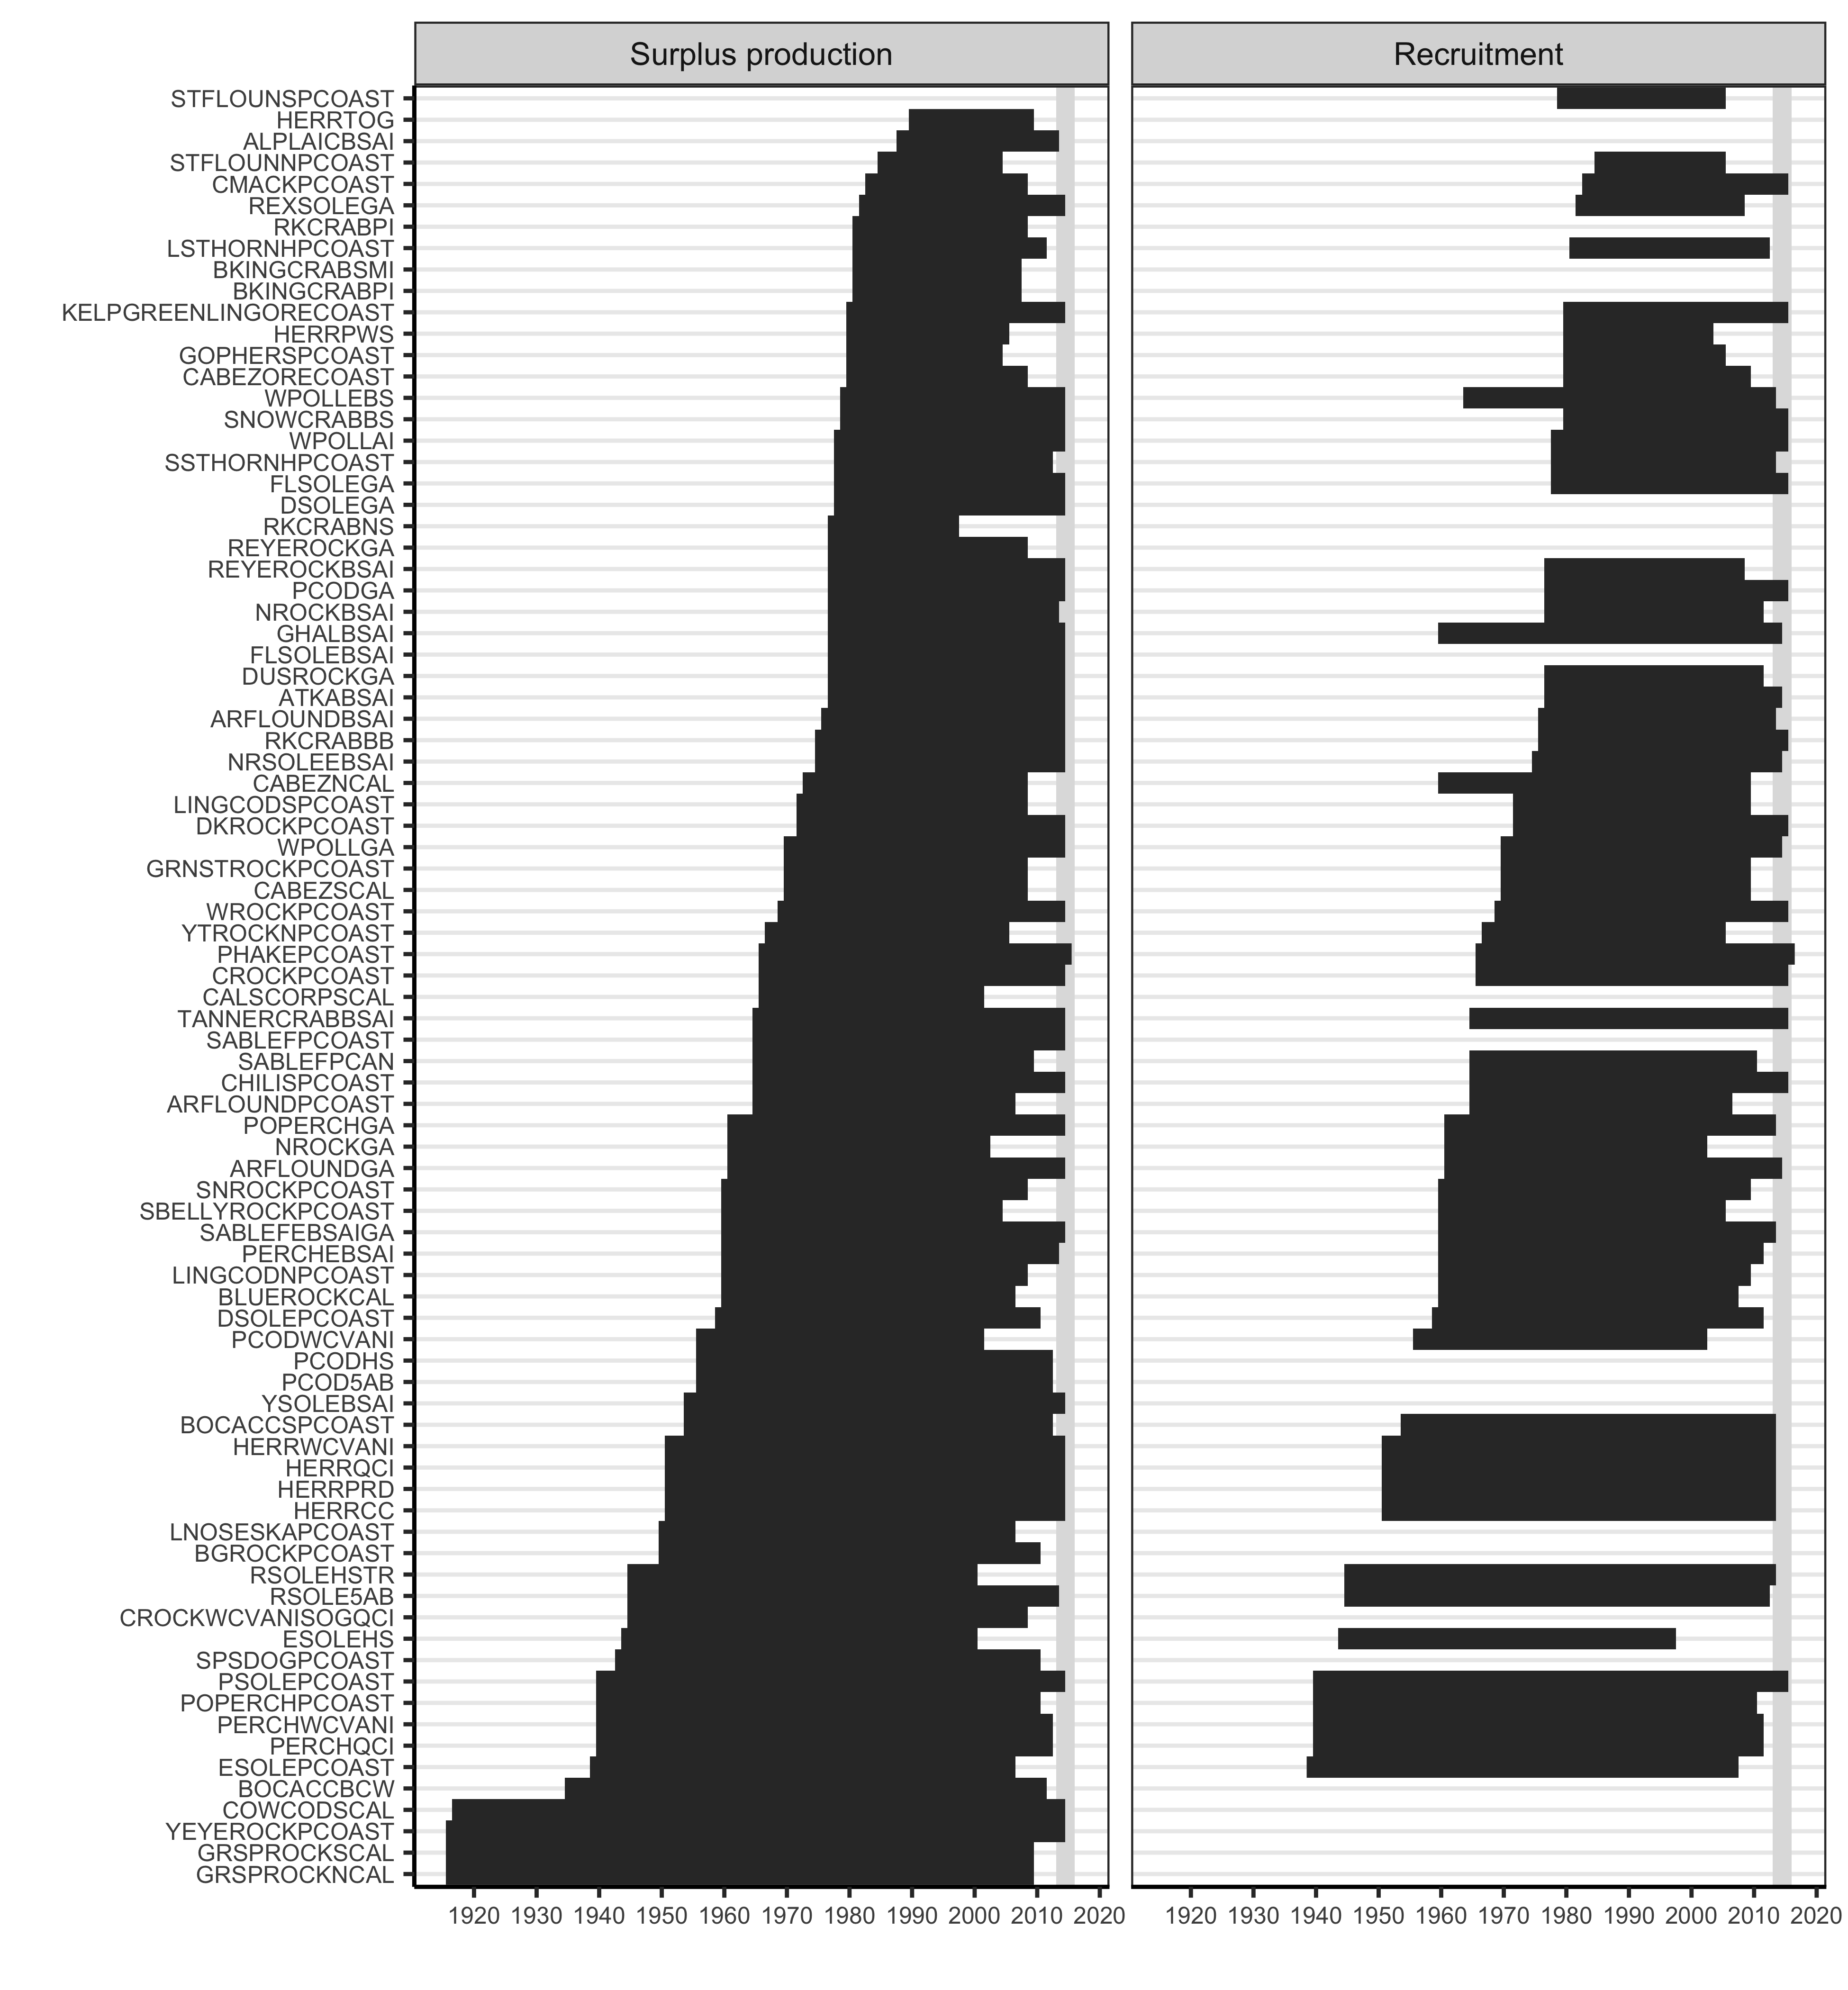 Surplus production
Recruitment
STFLOUNSPCOAST
HERRTOG
ALPLAICBSAI
STFLOUNNPCOAST
CMACKPCOAST
REXSOLEGA
RKCRABPI
LSTHORNHPCOAST
BKINGCRABSMI
BKINGCRABPI
KELPGREENLINGORECOAST
HERRPWS
GOPHERSPCOAST
CABEZORECOAST
WPOLLEBS
SNOWCRABBS
WPOLLAI
SSTHORNHPCOAST
FLSOLEGA
DSOLEGA
RKCRABNS
REYEROCKGA
REYEROCKBSAI
PCODGA
NROCKBSAI
GHALBSAI
FLSOLEBSAI
DUSROCKGA
ATKABSAI
ARFLOUNDBSAI
RKCRABBB
NRSOLEEBSAI
CABEZNCAL
LINGCODSPCOAST
DKROCKPCOAST
WPOLLGA
GRNSTROCKPCOAST
CABEZSCAL
WROCKPCOAST
YTROCKNPCOAST
PHAKEPCOAST
CROCKPCOAST
CALSCORPSCAL
TANNERCRABBSAI
SABLEFPCOAST
SABLEFPCAN
CHILISPCOAST
ARFLOUNDPCOAST
POPERCHGA
NROCKGA
ARFLOUNDGA
SNROCKPCOAST
SBELLYROCKPCOAST
SABLEFEBSAIGA
PERCHEBSAI
LINGCODNPCOAST
BLUEROCKCAL
DSOLEPCOAST
PCODWCVANI
PCODHS
PCOD5AB
YSOLEBSAI
BOCACCSPCOAST
HERRWCVANI
HERRQCI
HERRPRD
HERRCC
LNOSESKAPCOAST
BGROCKPCOAST
RSOLEHSTR
RSOLE5AB
CROCKWCVANISOGQCI
ESOLEHS
SPSDOGPCOAST
PSOLEPCOAST
POPERCHPCOAST
PERCHWCVANI
PERCHQCI
ESOLEPCOAST
BOCACCBCW
COWCODSCAL
YEYEROCKPCOAST
GRSPROCKSCAL
GRSPROCKNCAL
1920 1930 1940 1950 1960 1970 1980 1990 2000 2010 2020
1920 1930 1940 1950 1960 1970 1980 1990 2000 2010 2020